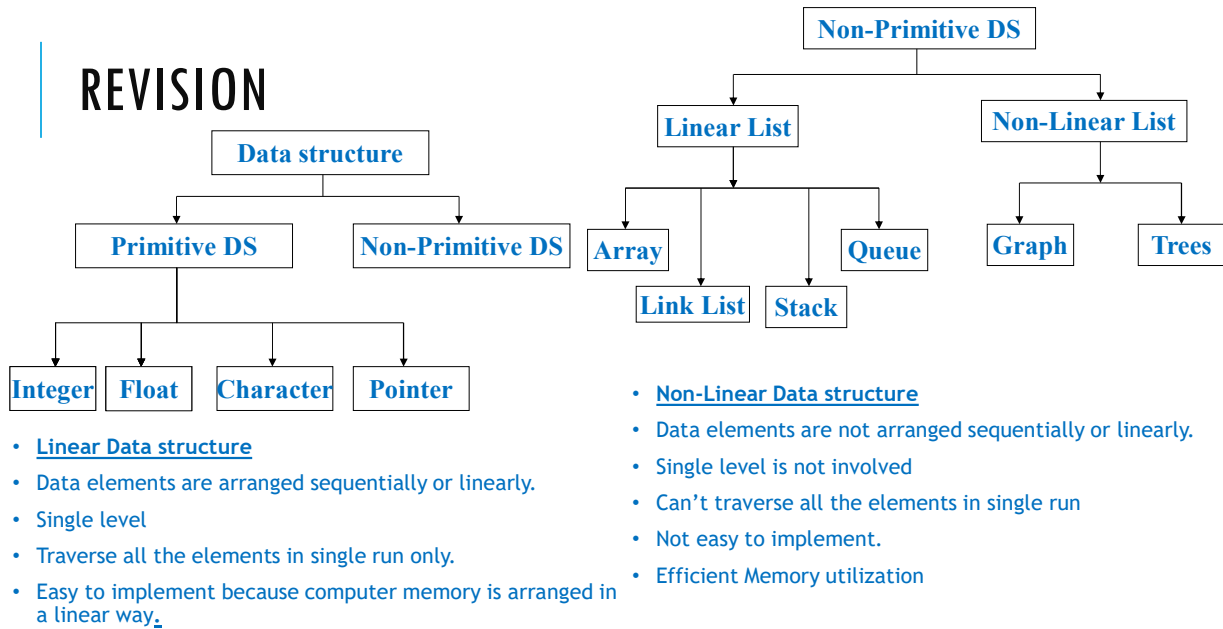 REVISION
Data structure
Primitive DS
Non-Primitive DS
Integer
Float
Character
Pointer
• Linear Data structure
• Data elements are arranged sequentially or linearly.
• Single level
• Traverse all the elements in single run only.
• Easy to implement because computer memory is arranged in
a linear way.
Non-Primitive DS
Linear List
Non-Linear List
Array
Link List
Stack
Queue
Graph
Trees
• Non-Linear Data structure
• Data elements are not arranged sequentially or linearly.
• Single level is not involved
• Can’t traverse all the elements in single run
• Not easy to implement.
• Efficient Memory utilization